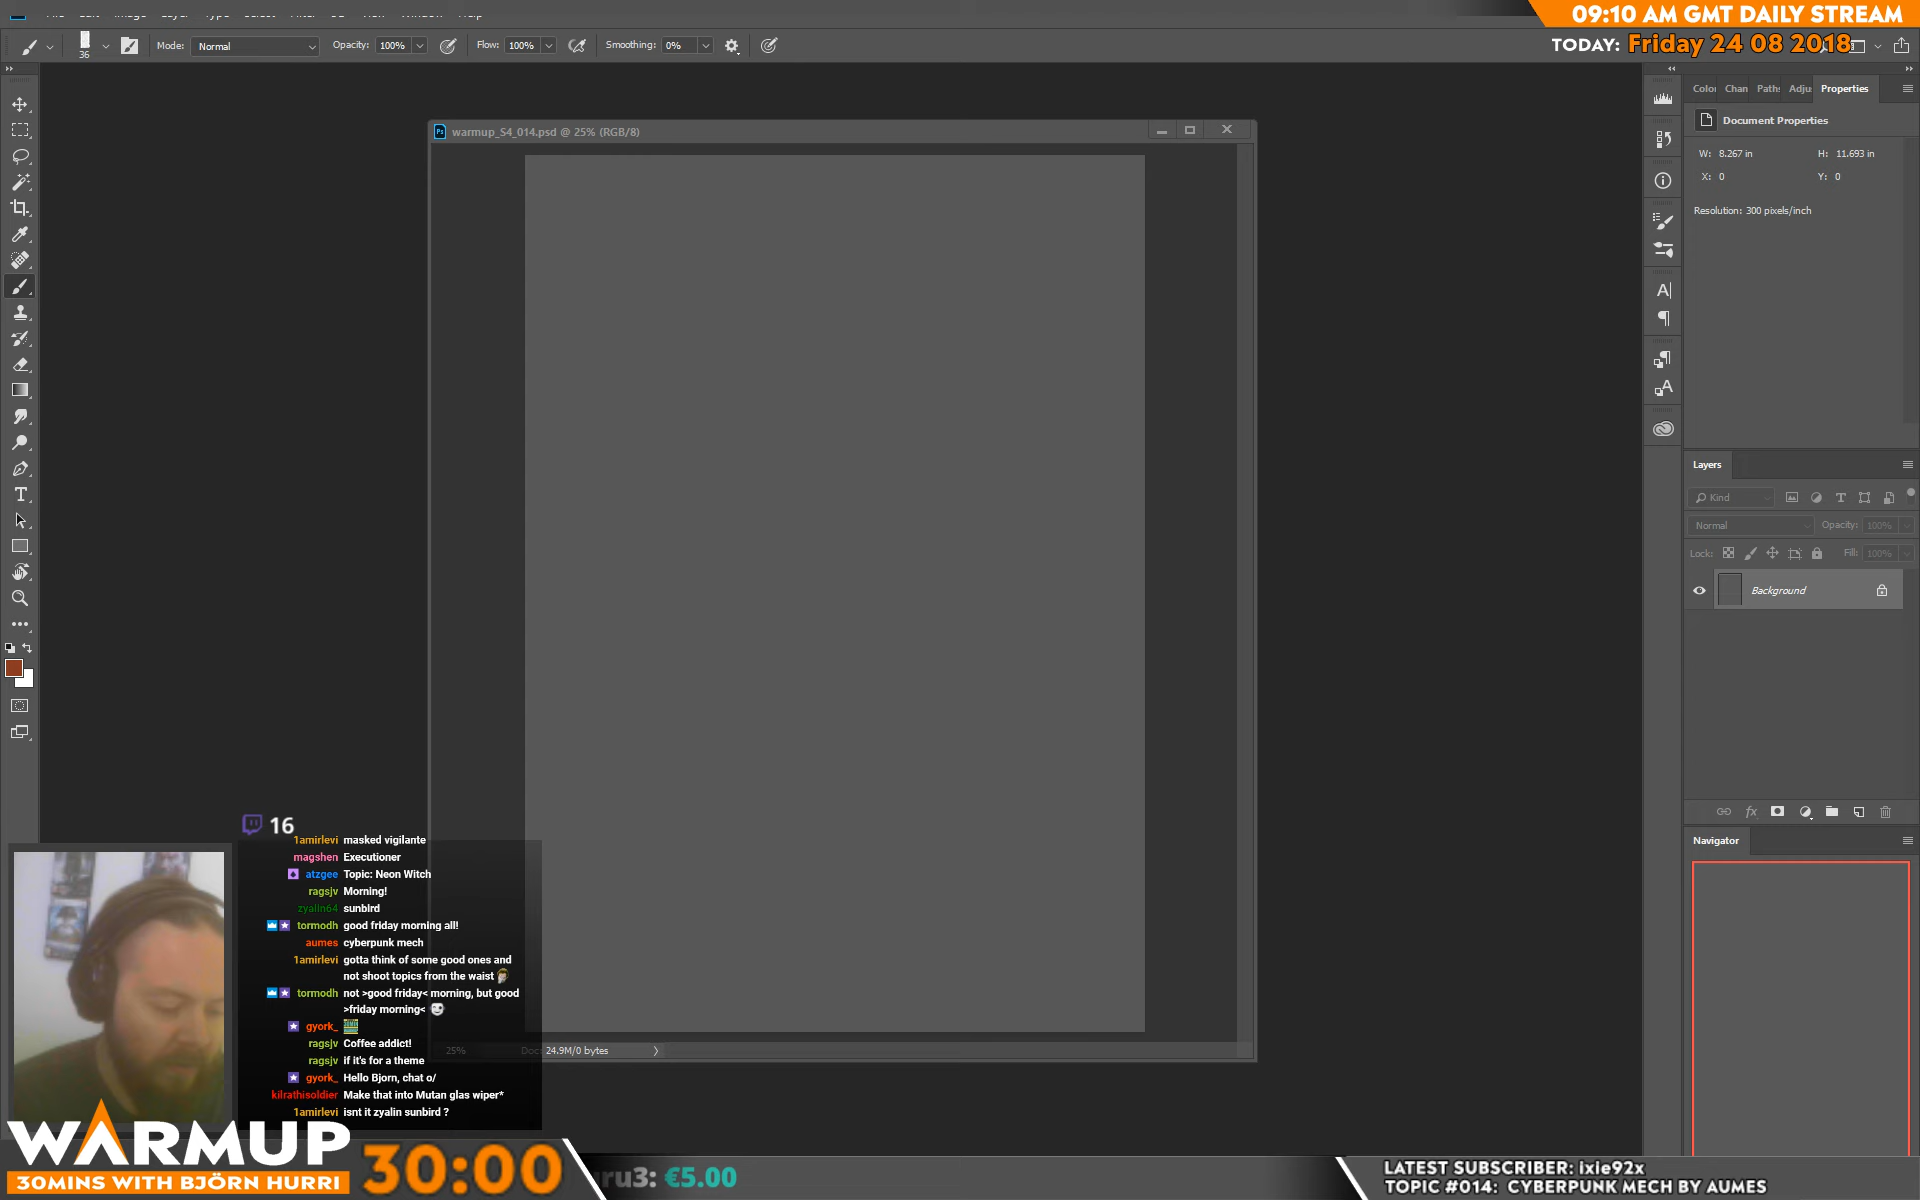 09:10 AM GMT DAILY STREAM
TODAY: Friday 24 08 2018
36
Mode: Normal
Opacity: 100%
Flow: 100%
Smoothing: 0%
warmup_S4_014.psd @ 25% (RGB/8)
Properties
Document Properties
W: 8.267 in
H: 11.693 in
X: 0
Y: 0
Resolution: 300 pixels/inch
Layers
Kind
Normal
Opacity: 100%
Lock:
Fill: 100%
Background
Navigator
16
1amirlevi masked vigilante
magshen Executioner
atzgee Topic: Neon Witch
ragsjv Morning!
zyalin64 sunbird
tormodh good friday morning all!
aumes cyberpunk mech
1amirlevi gotta think of some good ones and
not shoot topics from the waist
tormodh not >good friday< morning, but good
>friday morning<
gyork_
ragsjv Coffee addict!
ragsjv if it's for a theme
gyork_ Hello Bjorn, chat o/
kilrathisoldier Make that into Mutan glas wiper*
1amirlevi isnt it zyalin sunbird ?
25%
Doc: 24.9M/0 bytes
WARMUP
30MINS WITH BJÖRN HURRI
30:00
ru3: €5.00
LATEST SUBSCRIBER: ixie92x
TOPIC #014: CYBERPUNK MECH BY AUMES